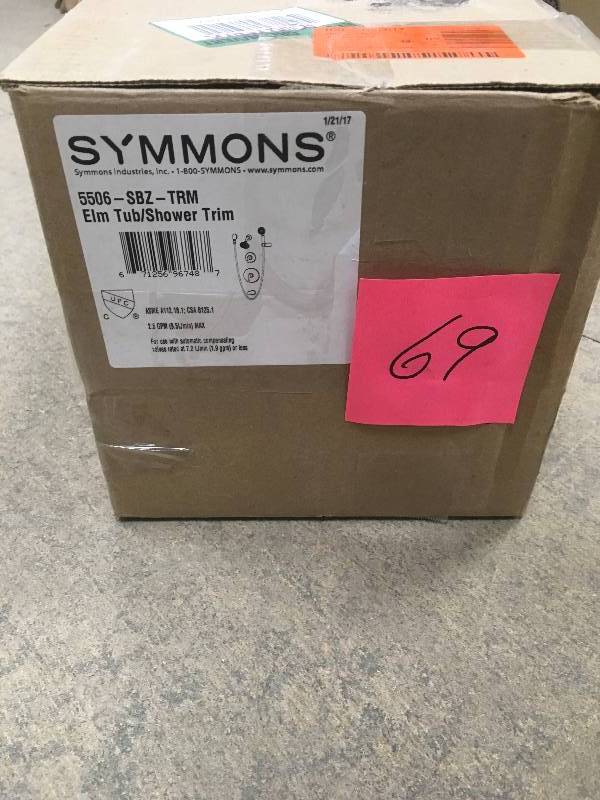 1/21/17
SYMMONS®
Symmons Industries, Inc. • 1-800-SYMMONS • www.symmons.com
5506-SBZ-TRM
Elm Tub/Shower Trim
6 71256 96748 7
UPC
C ®
ASME A112.18.1; CSA B125.1
2.5 GPM (9.5L/min) MAX
For use with automatic compensating
valves rated at 7.2 L/min (1.9 gpm) or less
69